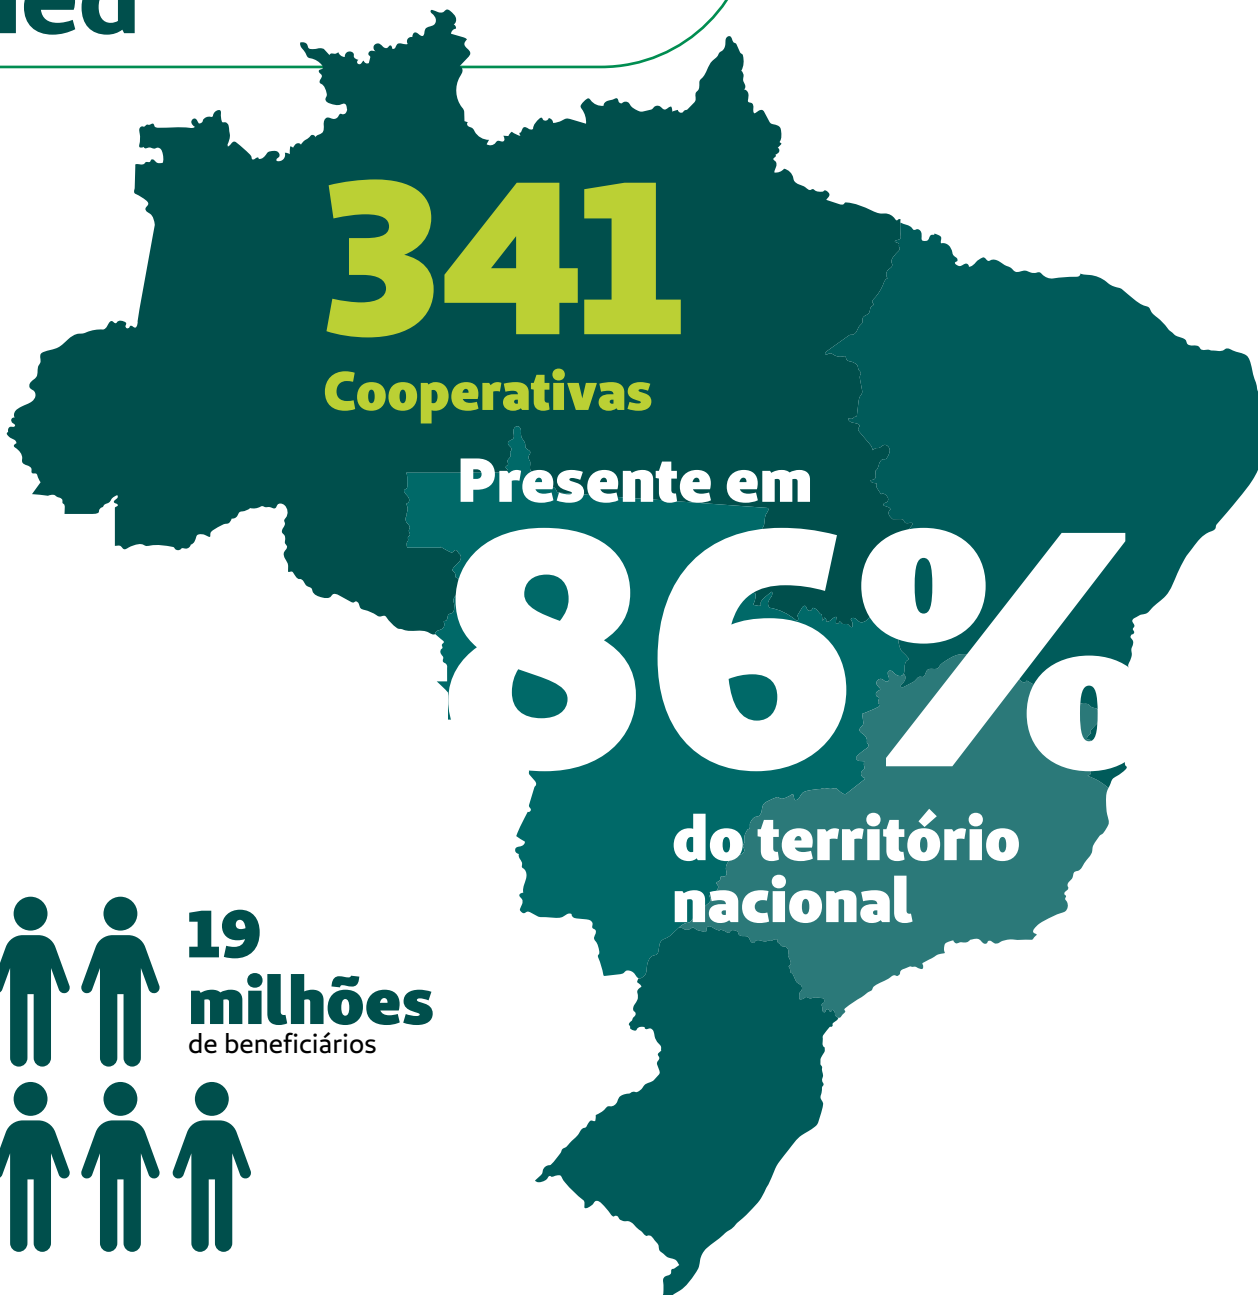 341
Cooperativas
Presente em
86%
do território
nacional
19
milhões
de beneficiários